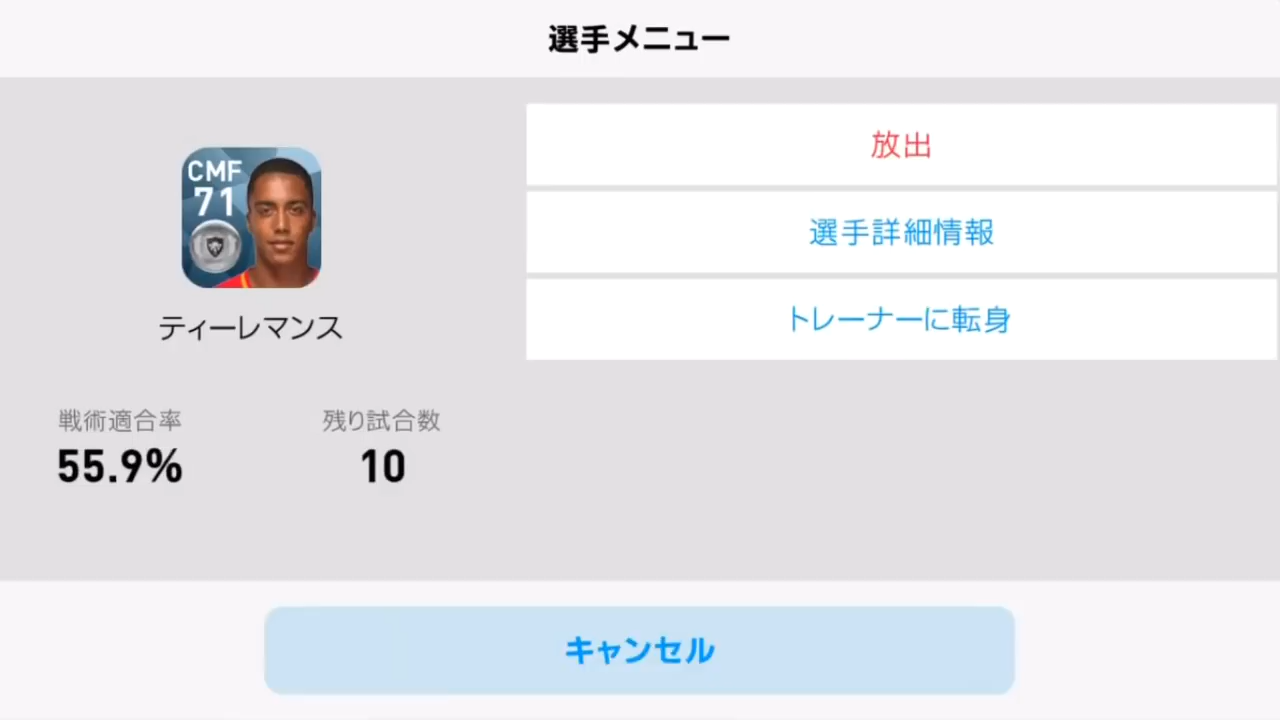 選手メニュー
CMF
71
ティーレマンス
戦術適合率
55.9%
残り試合数
10
放出
選手詳細情報
トレーナーに転身
キャンセル